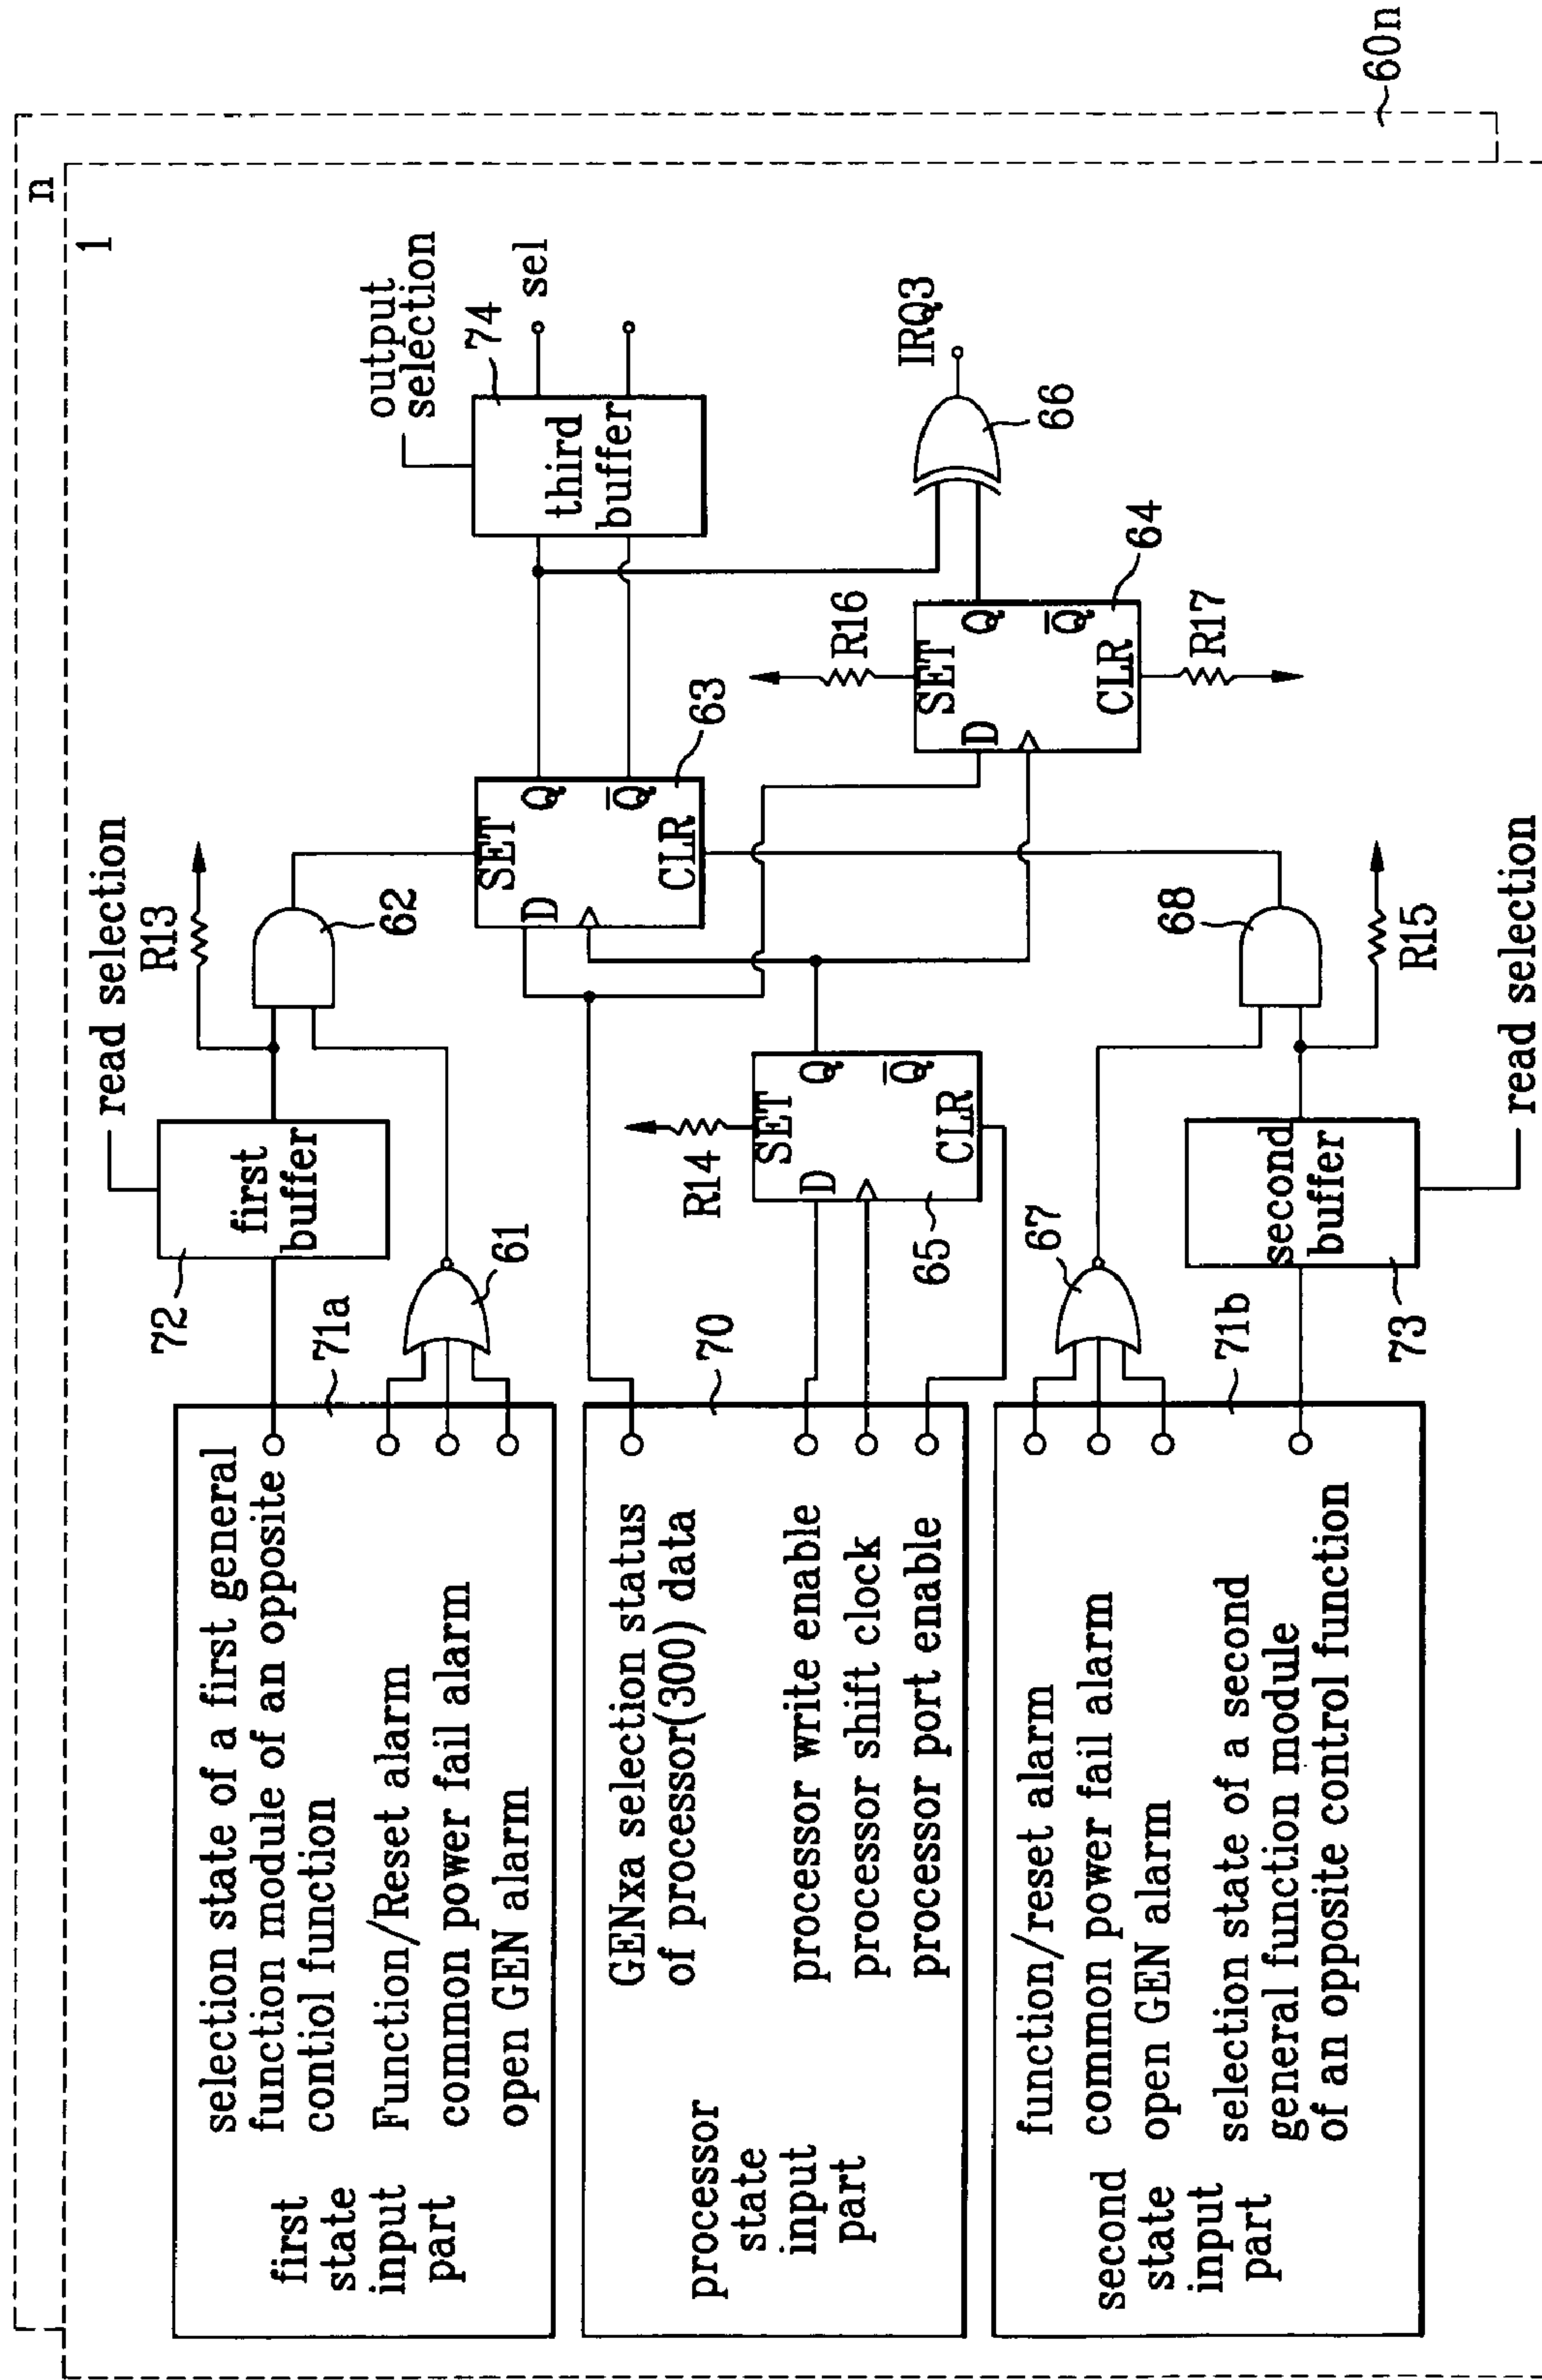 60n
n
1
read selection
R13
output
selection
72
first
buffer
62
74
third
buffer
sel
first
state
input
part
selection state of a first general
function module of an opposite
contiol function
Function/Reset alarm
common power fail alarm
open GEN alarm
71a
61
SET
D
Q
Q
CLR
63
IRQ3
66
processor
state
input
part
GENxa selection status
of processor(300) data
processor write enable
processor shift clock
processor port enable
70
R14
SET
D
Q
Q
CLR
65
R16
SET
D
Q
Q
CLR
64
R17
second
state
input
part
function/reset alarm
common power fail alarm
open GEN alarm
selection state of a second
general function module
of an opposite control function
67
71b
68
second
buffer
73
R15
read selection